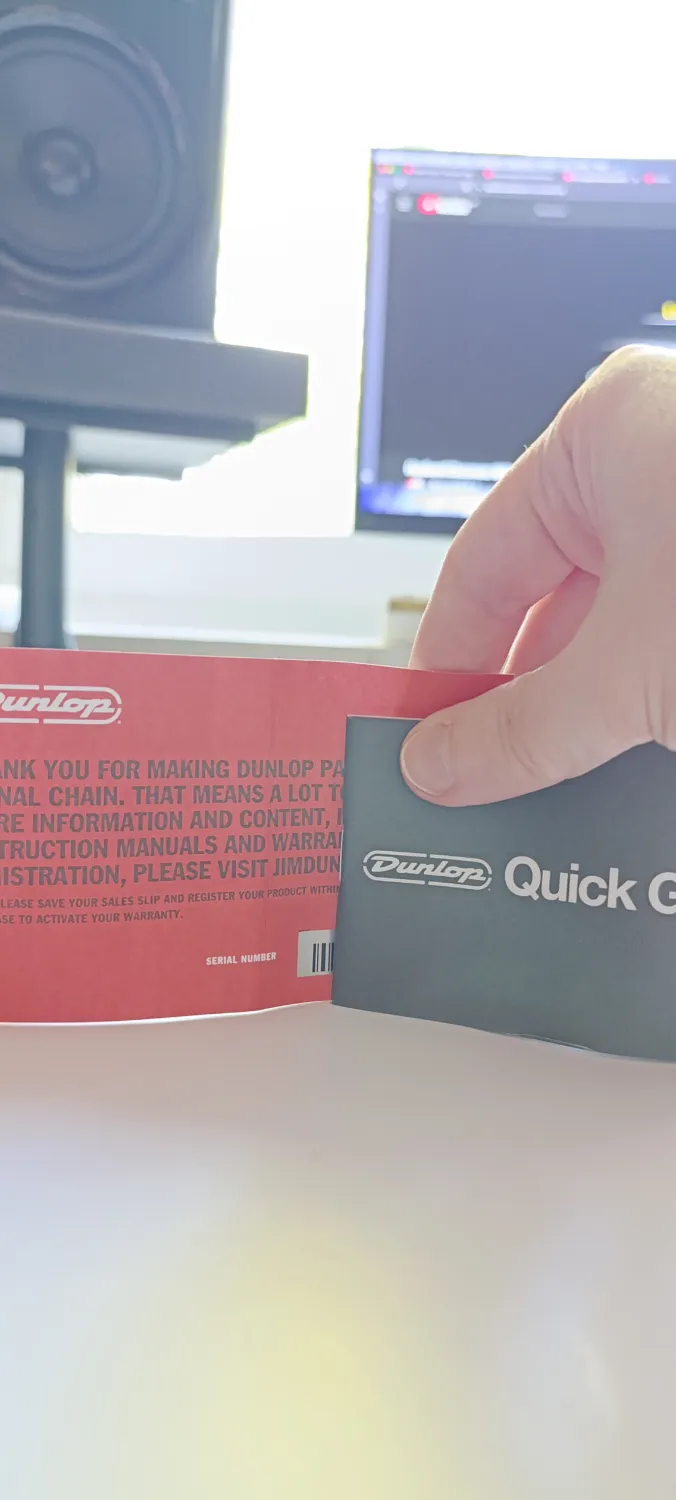 Dunlop
ANK YOU FOR MAKING DUNLOP PA
NAL CHAIN. THAT MEANS A LOT TO
RE INFORMATION AND CONTENT, I
TRUCTION MANUALS AND WARRAN
ISTRATION, PLEASE VISIT JIMDUN
LEASE SAVE YOUR SALES SLIP AND REGISTER YOUR PRODUCT WITHIN
SE TO ACTIVATE YOUR WARRANTY.
SERIAL NUMBER
Dunlop Quick G